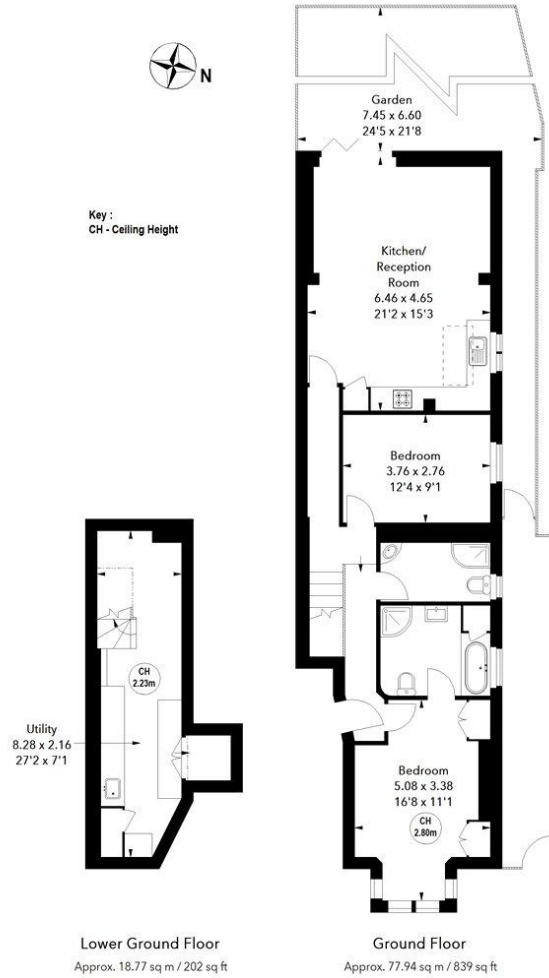 N
Key :
CH - Ceiling Height
Garden
7.45 x 6.60
24'5 x 21'8
Kitchen/
Reception
Room
6.46 x 4.65
21'2 x 15'3
Bedroom
3.76 x 2.76
12'4 x 9'1
CH
2.23m
Utility
8.28 x 2.16
27'2 x 7'1
Bedroom
5.08 x 3.38
16'8 x 11'1
CH
2.80m
Lower Ground Floor
Approx. 18.77 sq m / 202 sq ft
Ground Floor
Approx. 77.94 sq m / 839 sq ft